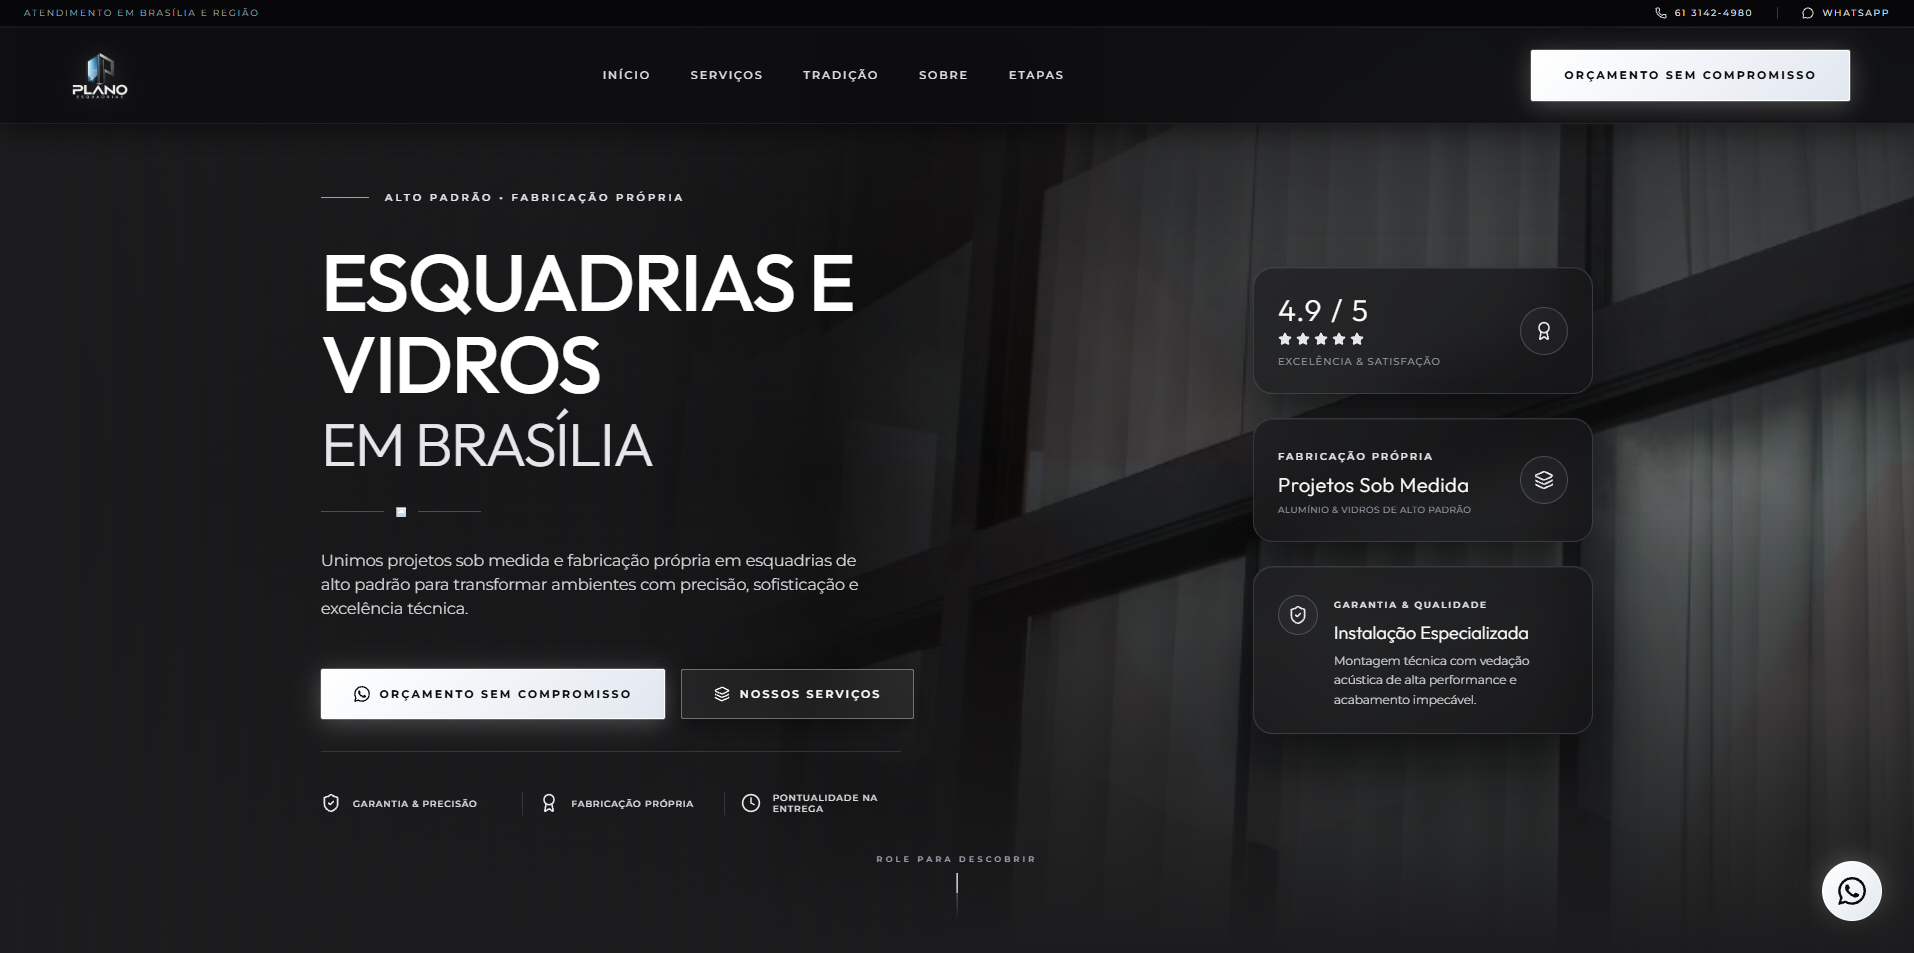 ATENDIMENTO EM BRASÍLIA E REGIÃO
61 3142-4980
WHATSAPP
PLANO
ESQUADRIAS
INÍCIO
SERVIÇOS
TRADIÇÃO
SOBRE
ETAPAS
ORÇAMENTO SEM COMPROMISSO
ALTO PADRÃO • FABRICAÇÃO PRÓPRIA
ESQUADRIAS E
VIDROS
EM BRASÍLIA
Unimos projetos sob medida e fabricação própria em esquadrias de
alto padrão para transformar ambientes com precisão, sofisticação e
excelência técnica.
ORÇAMENTO SEM COMPROMISSO
NOSSOS SERVIÇOS
GARANTIA & PRECISÃO
FABRICAÇÃO PRÓPRIA
PONTUALIDADE NA
ENTREGA
4.9 / 5
EXCELÊNCIA & SATISFAÇÃO
FABRICAÇÃO PRÓPRIA
Projetos Sob Medida
ALUMÍNIO & VIDROS DE ALTO PADRÃO
GARANTIA & QUALIDADE
Instalação Especializada
Montagem técnica com vedação
acústica de alta performance e
acabamento impecável.
ROLE PARA DESCOBRIR